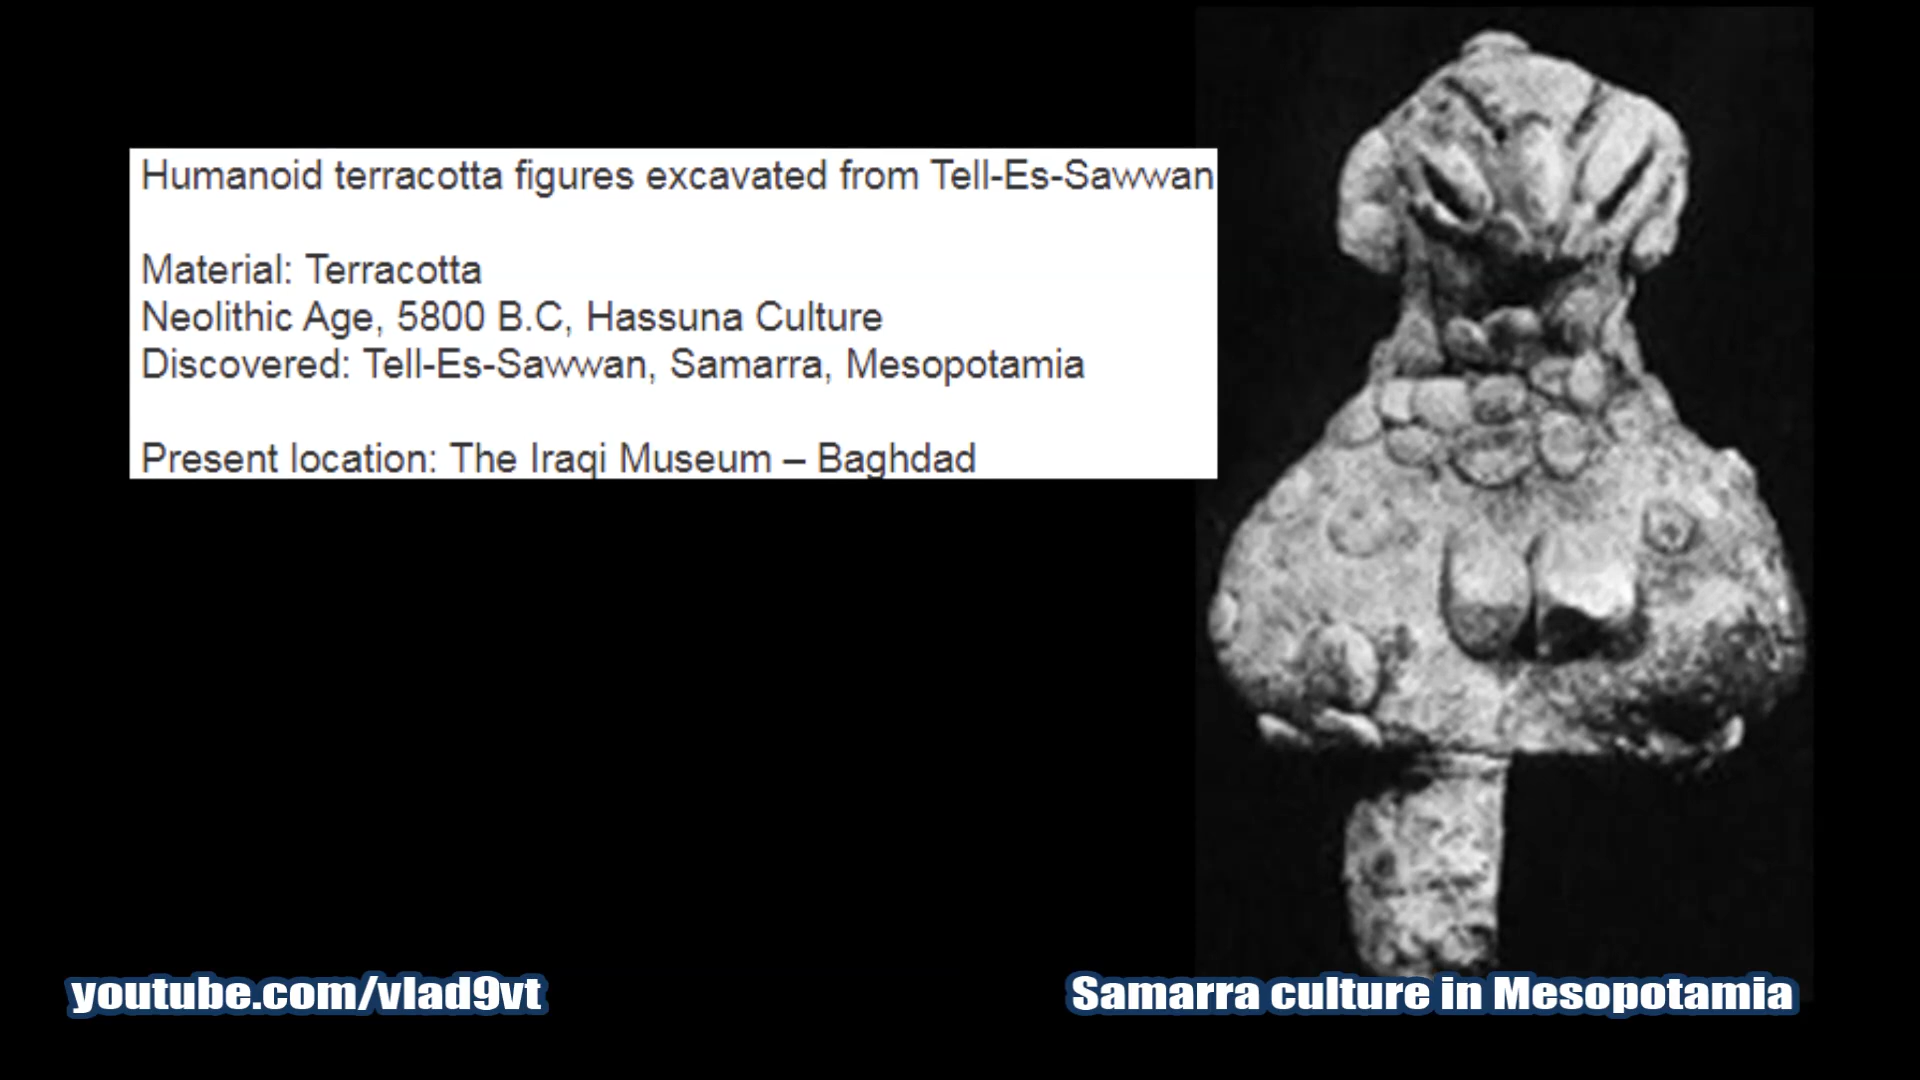 Humanoid terracotta figures excavated from Tell-Es-Sawwan
Material: Terracotta
Neolithic Age, 5800 B.C, Hassuna Culture
Discovered: Tell-Es-Sawwan, Samarra, Mesopotamia
Present location: The Iraqi Museum – Baghdad
youtube.com/vlad9vt
Samarra culture in Mesopotamia